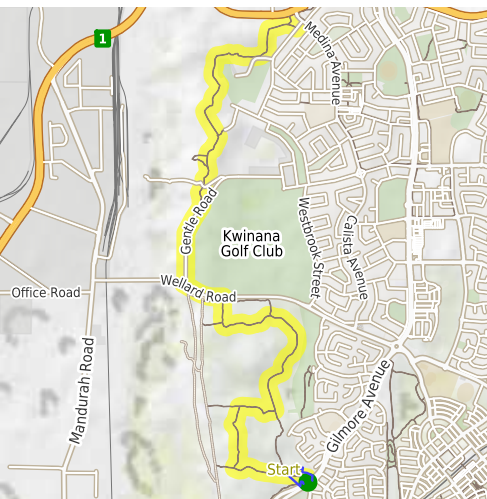 1
Medina Avenue
Gentle Road
Kwinana
Golf Club
Westbrook Street
Calista Avenue
Office Road
Wellard Road
Mandurah Road
Gilmore Avenue
Start